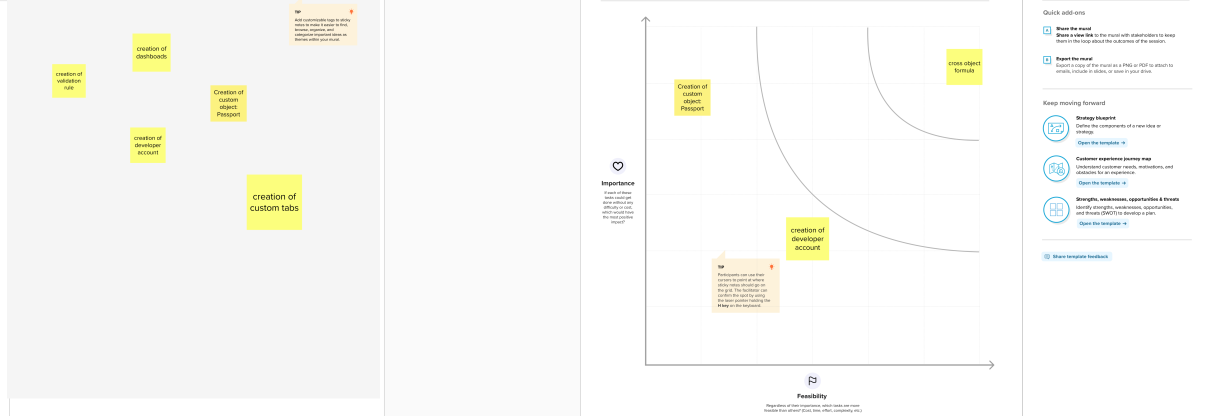 TIP
Add customizable tags to sticky
notes to make it easier to find,
browse, organize, and
categorize important ideas or
themes within your mural.
creation of
dashboards
creation of
validation
rule
Creation of
custom
object
Passport
creation of
developer
account
creation of
custom tabs
cross object
formula
Creation of
custom
object
Passport
Importance
If each of these
tasks could get
done without any
difficulty or cost,
which would have
the most positive
impact?
creation of
developer
account
TIP
Participants can use their
cursors to point at where
sticky notes should go on
the grid. The facilitator can
confirm the spot by using
the laser pointer holding the
H key on the keyboard.
Feasibility
Regardless of their importance, which tasks are more
feasible than others? (Cost, time, effort, complexity, etc.)
Quick add-ons
Share the mural
Share a view link to the mural with stakeholders to keep
them in the loop about the outcomes of the session.
Export the mural
Export a copy of the mural as a PNG or PDF to attach to
emails, include in slides, or save in your drive.
Keep moving forward
Strategy blueprint
Define the components of a new idea or
strategy.
Open the template →
Customer experience journey map
Understand customer needs, motivations, and
obstacles for an experience.
Open the template →
Strengths, weaknesses, opportunities & threats
Identify strengths, weaknesses, opportunities,
and threats (SWOT) to develop a plan.
Open the template →
Share template feedback